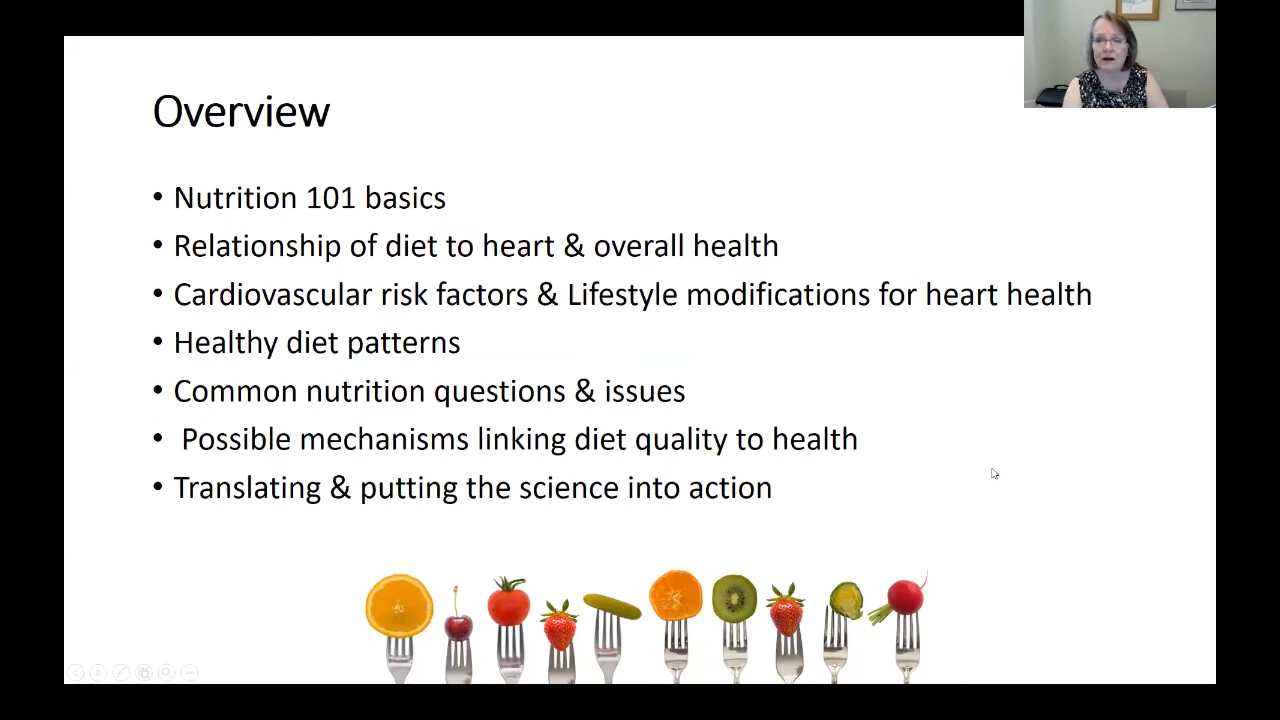 Overview
• Nutrition 101 basics
• Relationship of diet to heart & overall health
• Cardiovascular risk factors & Lifestyle modifications for heart health
• Healthy diet patterns
• Common nutrition questions & issues
• Possible mechanisms linking diet quality to health
• Translating & putting the science into action